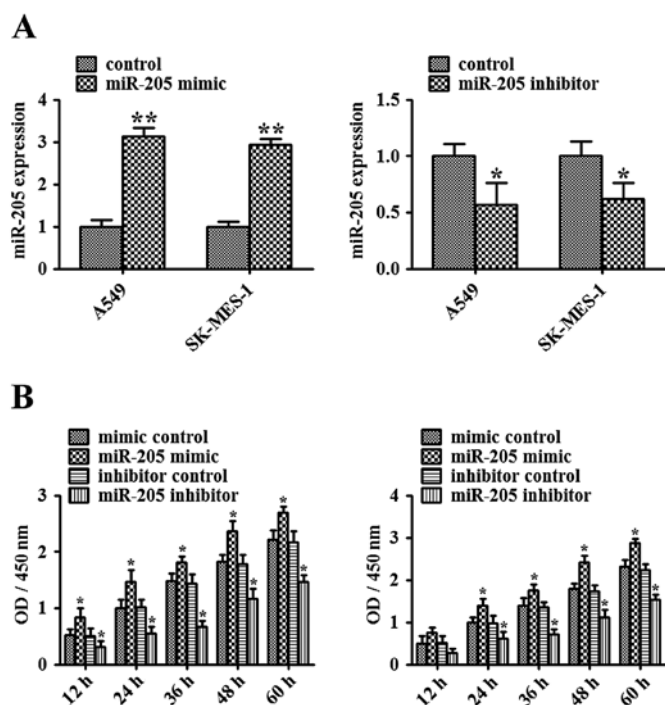 A
control
miR-205 mimic
miR-205 expression
4
3
2
1
0
**
**
A549
SK-MES-1
control
miR-205 inhibitor
miR-205 expression
1.5
1.0
0.5
0.0
*
*
A549
SK-MES-1
B
mimic control
miR-205 mimic
inhibitor control
miR-205 inhibitor
OD / 450 nm
3
2
1
0
* *
* *
* *
* *
* *
12 h
24 h
36 h
48 h
60 h
mimic control
miR-205 mimic
inhibitor control
miR-205 inhibitor
OD / 450 nm
4
3
2
1
0
* *
* *
* *
* *
12 h
24 h
36 h
48 h
60 h